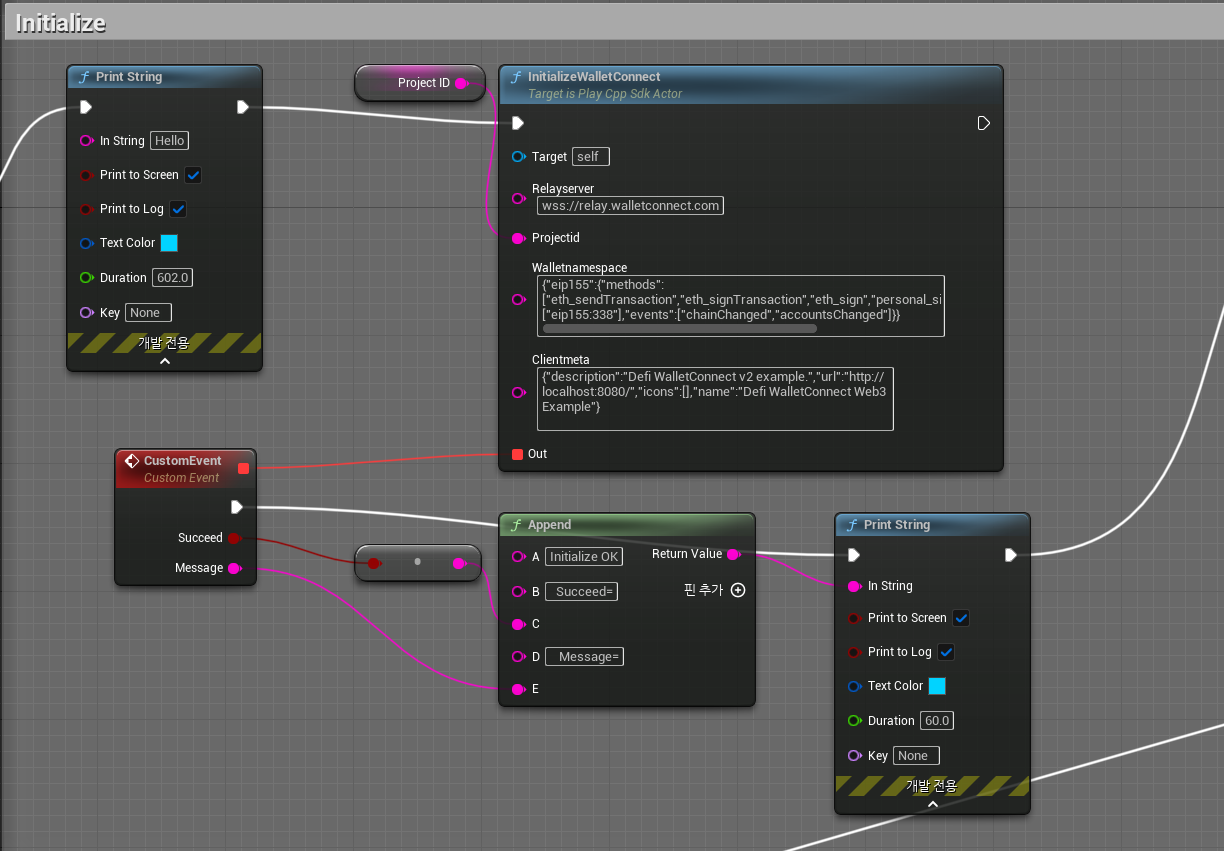 Initialize
Print String
In String Hello
Print to Screen
Print to Log
Text Color
Duration 602.0
Key None
개발 전용
Project ID
InitializeWalletConnect
Target is Play Cpp Sdk Actor
Target self
Relayserver
wss://relay.walletconnect.com
Projectid
Walletnamespace
{"eip155":{"methods":
["eth_sendTransaction","eth_signTransaction","eth_sign","personal_si
["eip155:338"],"events":["chainChanged","accountsChanged"]}}
Clientmeta
{"description":"Defi WalletConnect v2 example.","url":"http://
localhost:8080/","icons":[],"name":"Defi WalletConnect Web3
Example"}
Out
CustomEvent
Custom Event
Succeed
Message
Append
A Initialize OK
Return Value
B Succeed=
핀 추가
C
D Message=
E
Print String
In String
Print to Screen
Print to Log
Text Color
Duration 60.0
Key None
개발 전용